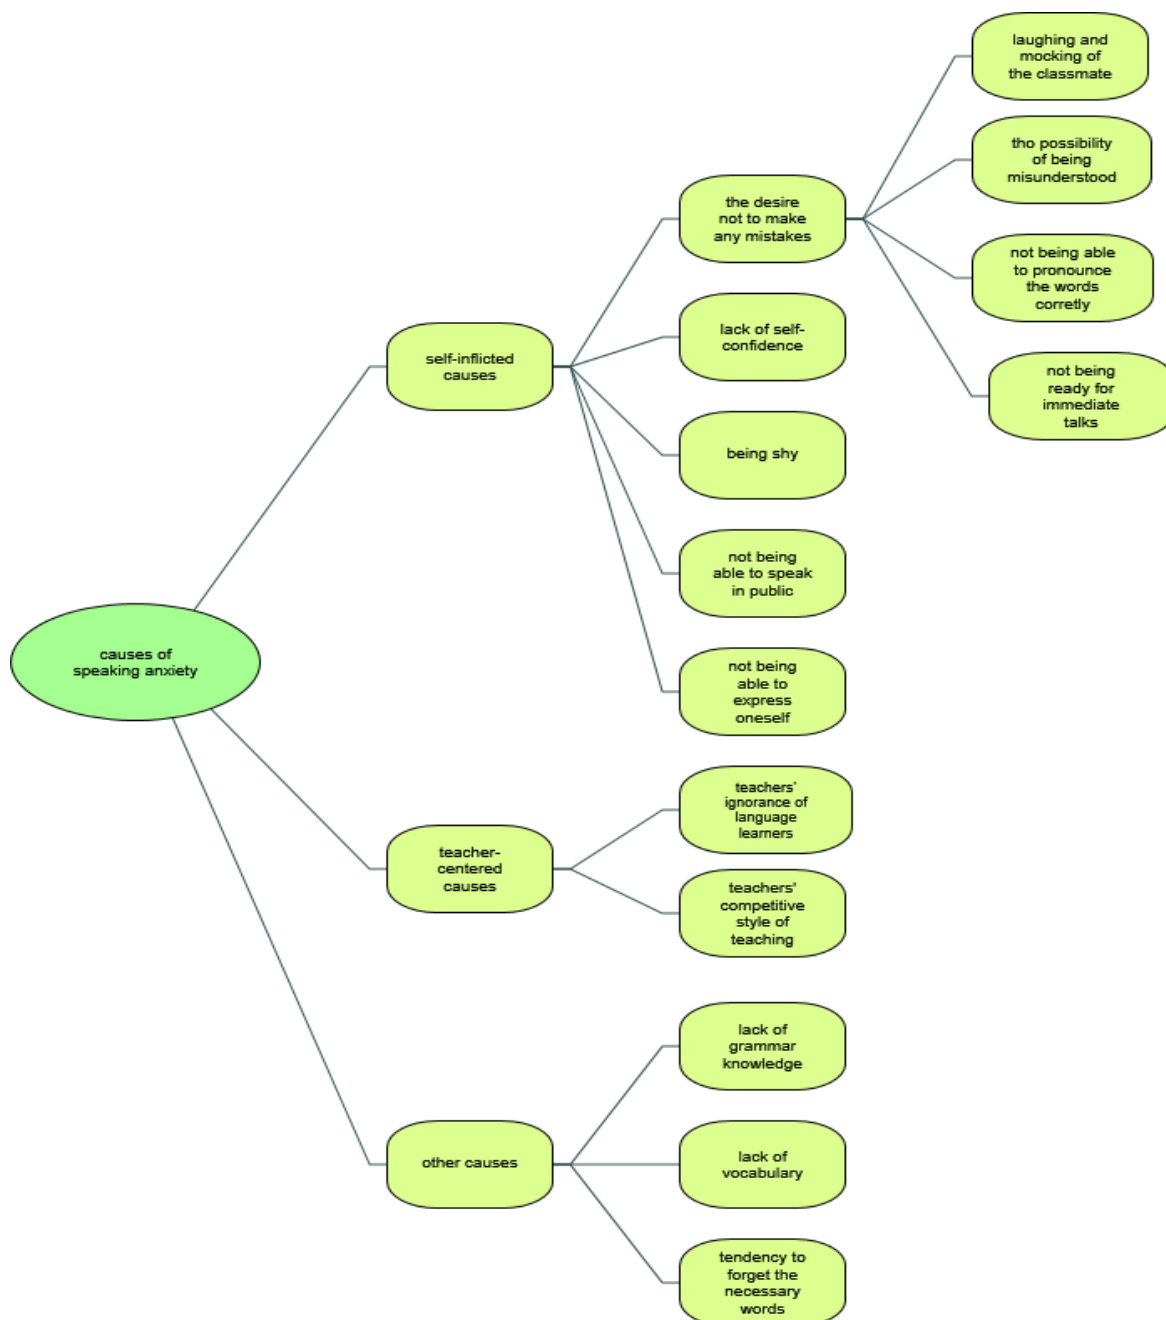 laughing and
mocking of
the classmate
tho possibility
of being
misunderstood
the desire
not to make
any mistakes
not being able
to pronounce
the words
corretly
lack of self-
confidence
self-inflicted
causes
not being
ready for
immediate
talks
being shy
not being
able to speak
in public
causes of
speaking anxiety
not being
able to
express
oneself
teachers'
ignorance of
language
learners
teacher-
centered
causes
teachers'
competitive
style of
teaching
lack of
grammar
knowledge
other causes
lack of
vocabulary
tendency to
forget the
necessary
words